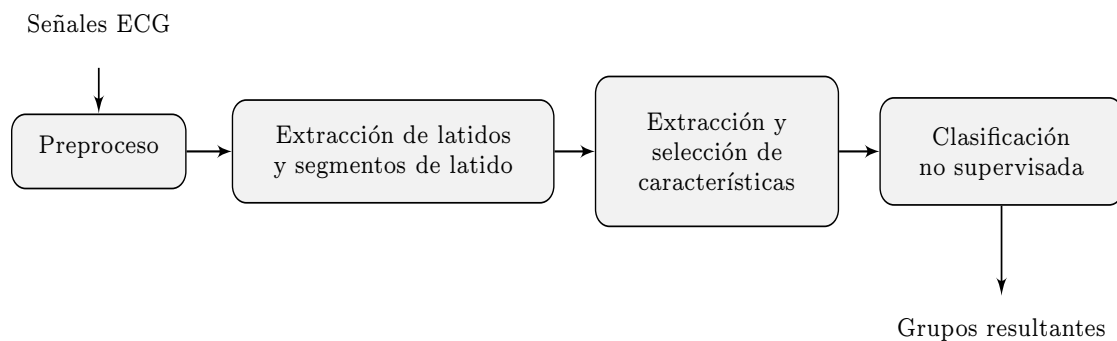 Señales ECG
Preproceso
Extracción de latidos
y segmentos de latido
Extracción y
selección de
características
Clasificación
no supervisada
Grupos resultantes